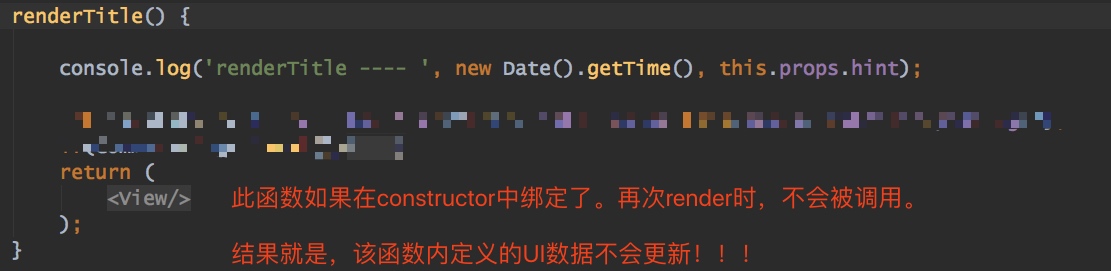 renderTitle() {
console.log('renderTitle ---- ', new Date().getTime(), this.props.hint);
return (
<View/> 此函数如果在constructor中绑定了。再次render时，不会被调用。
);
结果就是，该函数内定义的UI数据不会更新！！！
}